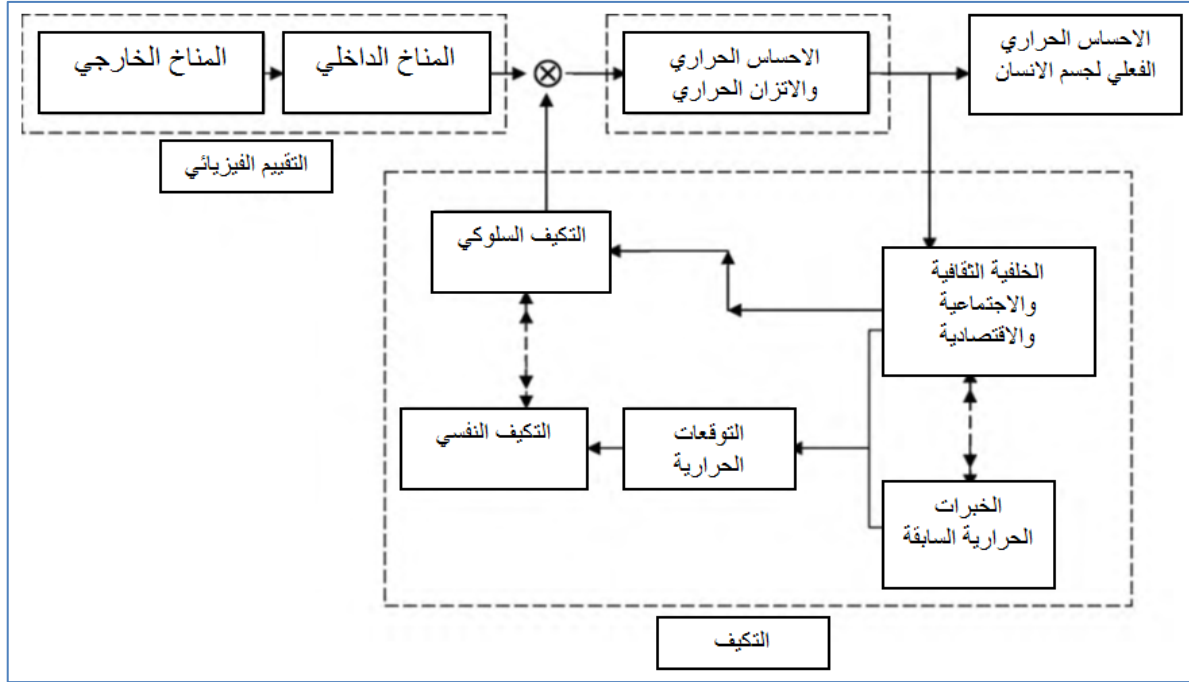 المناخ الخارجي
المناخ الداخلي
الاحساس الحراري
والاتزان الحراري
الاحساس الحراري
الفعلي لجسم الانسان
التقييم الفيزيائي
التكيف السلوكي
الخلفية الثقافية
والاجتماعية
والاقتصادية
التكيف النفسي
التوقعات
الحرارية
الخبرات
الحرارية السابقة
التكيف